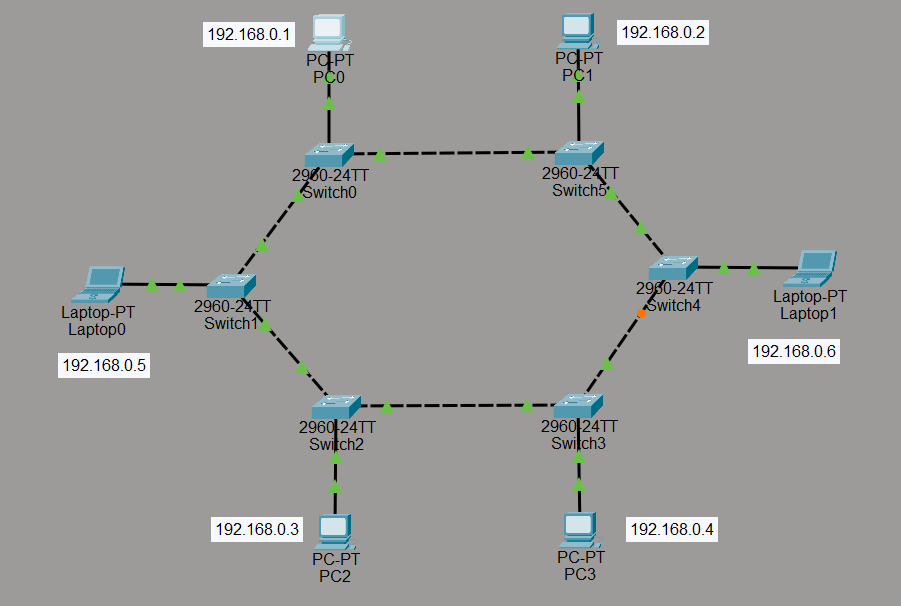 192.168.0.1
PC-PT
PC0
192.168.0.2
PC-PT
PC1
2960-24TT
Switch0
2960-24TT
Switch5
Laptop-PT
Laptop0
2960-24TT
Switch1
2960-24TT
Switch4
Laptop-PT
Laptop1
192.168.0.5
192.168.0.6
2960-24TT
Switch2
2960-24TT
Switch3
192.168.0.3
PC-PT
PC2
192.168.0.4
PC-PT
PC3